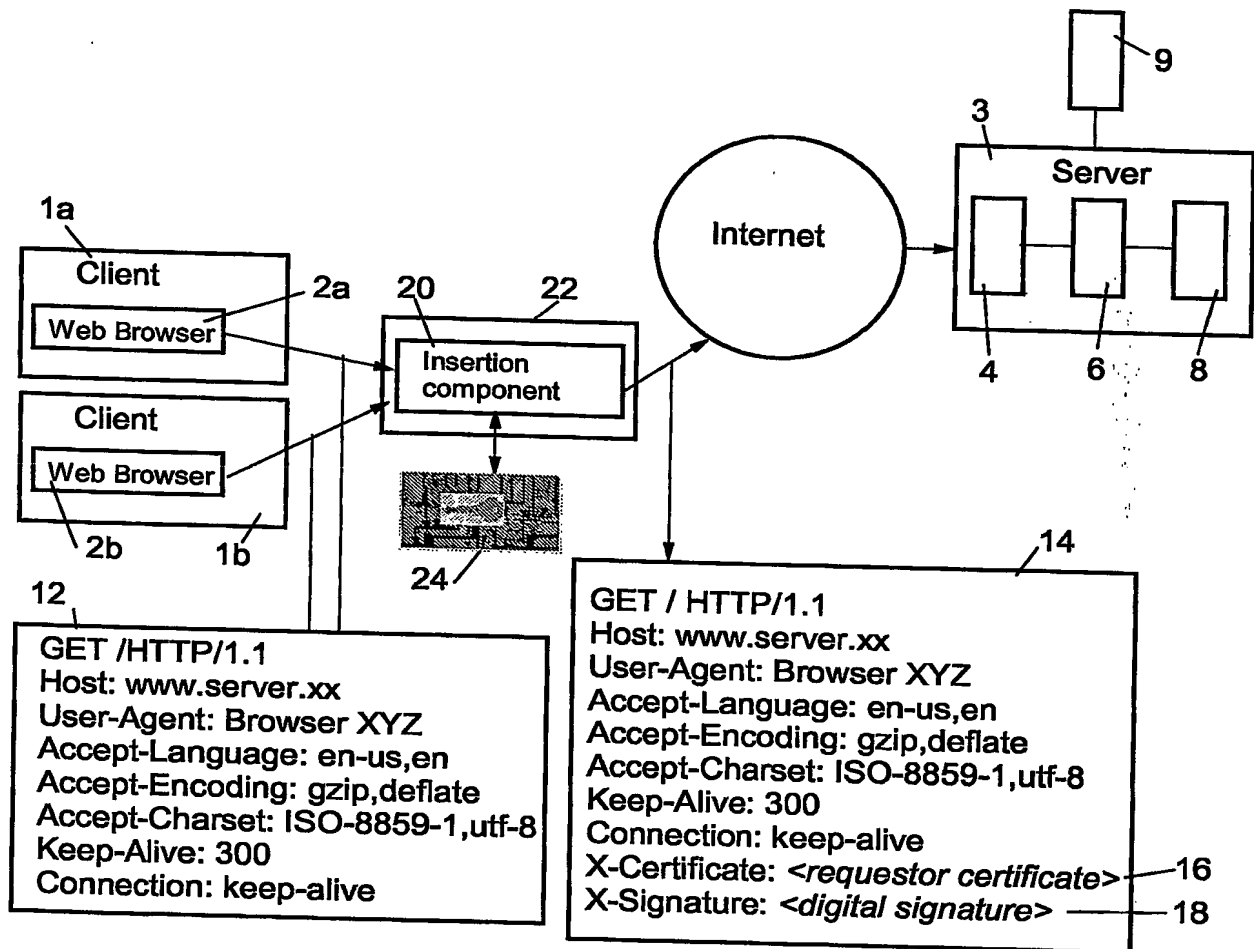 9
3
Server
4
6
8
Internet
1a
Client
2a
Web Browser
20
22
Insertion
component
Client
Web Browser
2b
1b
24
12
GET /HTTP/1.1
Host: www.server.xx
User-Agent: Browser XYZ
Accept-Language: en-us,en
Accept-Encoding: gzip,deflate
Accept-Charset: ISO-8859-1,utf-8
Keep-Alive: 300
Connection: keep-alive
14
GET / HTTP/1.1
Host: www.server.xx
User-Agent: Browser XYZ
Accept-Language: en-us,en
Accept-Encoding: gzip,deflate
Accept-Charset: ISO-8859-1,utf-8
Keep-Alive: 300
Connection: keep-alive
X-Certificate: <requestor certificate>
16
X-Signature: <digital signature>
18